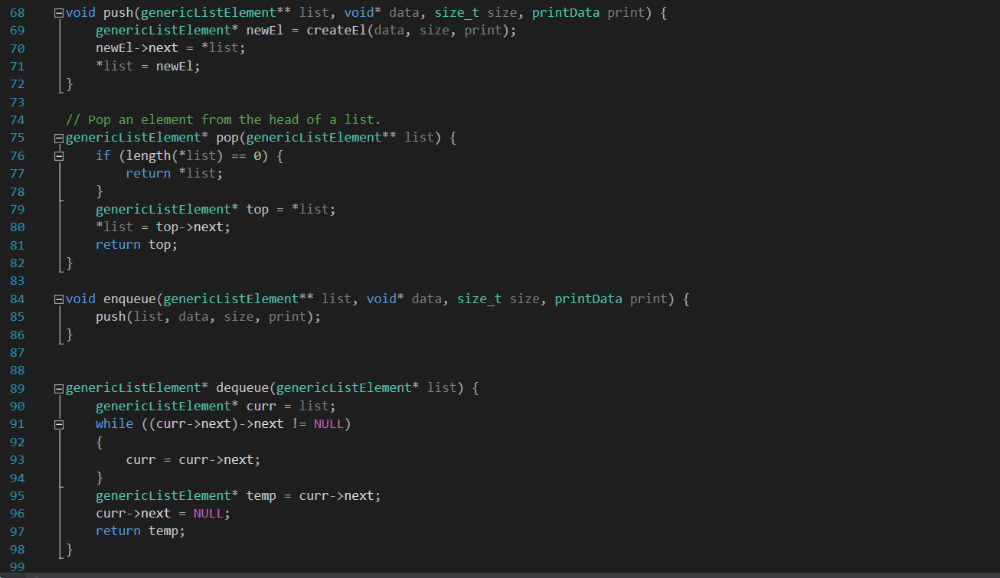 68 void push(genericListElement** list, void* data, size_t size, printData print) {
69     genericListElement* newEl = createEl(data, size, print);
70     newEl->next = *list;
71     *list = newEl;
72 }
73
74 // Pop an element from the head of a list.
75 genericListElement* pop(genericListElement** list) {
76     if (length(*list) == 0) {
77         return *list;
78     }
79     genericListElement* top = *list;
80     *list = top->next;
81     return top;
82 }
83
84 void enqueue(genericListElement** list, void* data, size_t size, printData print) {
85     push(list, data, size, print);
86 }
87
88
89 genericListElement* dequeue(genericListElement* list) {
90     genericListElement* curr = list;
91     while ((curr->next)->next != NULL)
92     {
93         curr = curr->next;
94     }
95     genericListElement* temp = curr->next;
96     curr->next = NULL;
97     return temp;
98 }
99